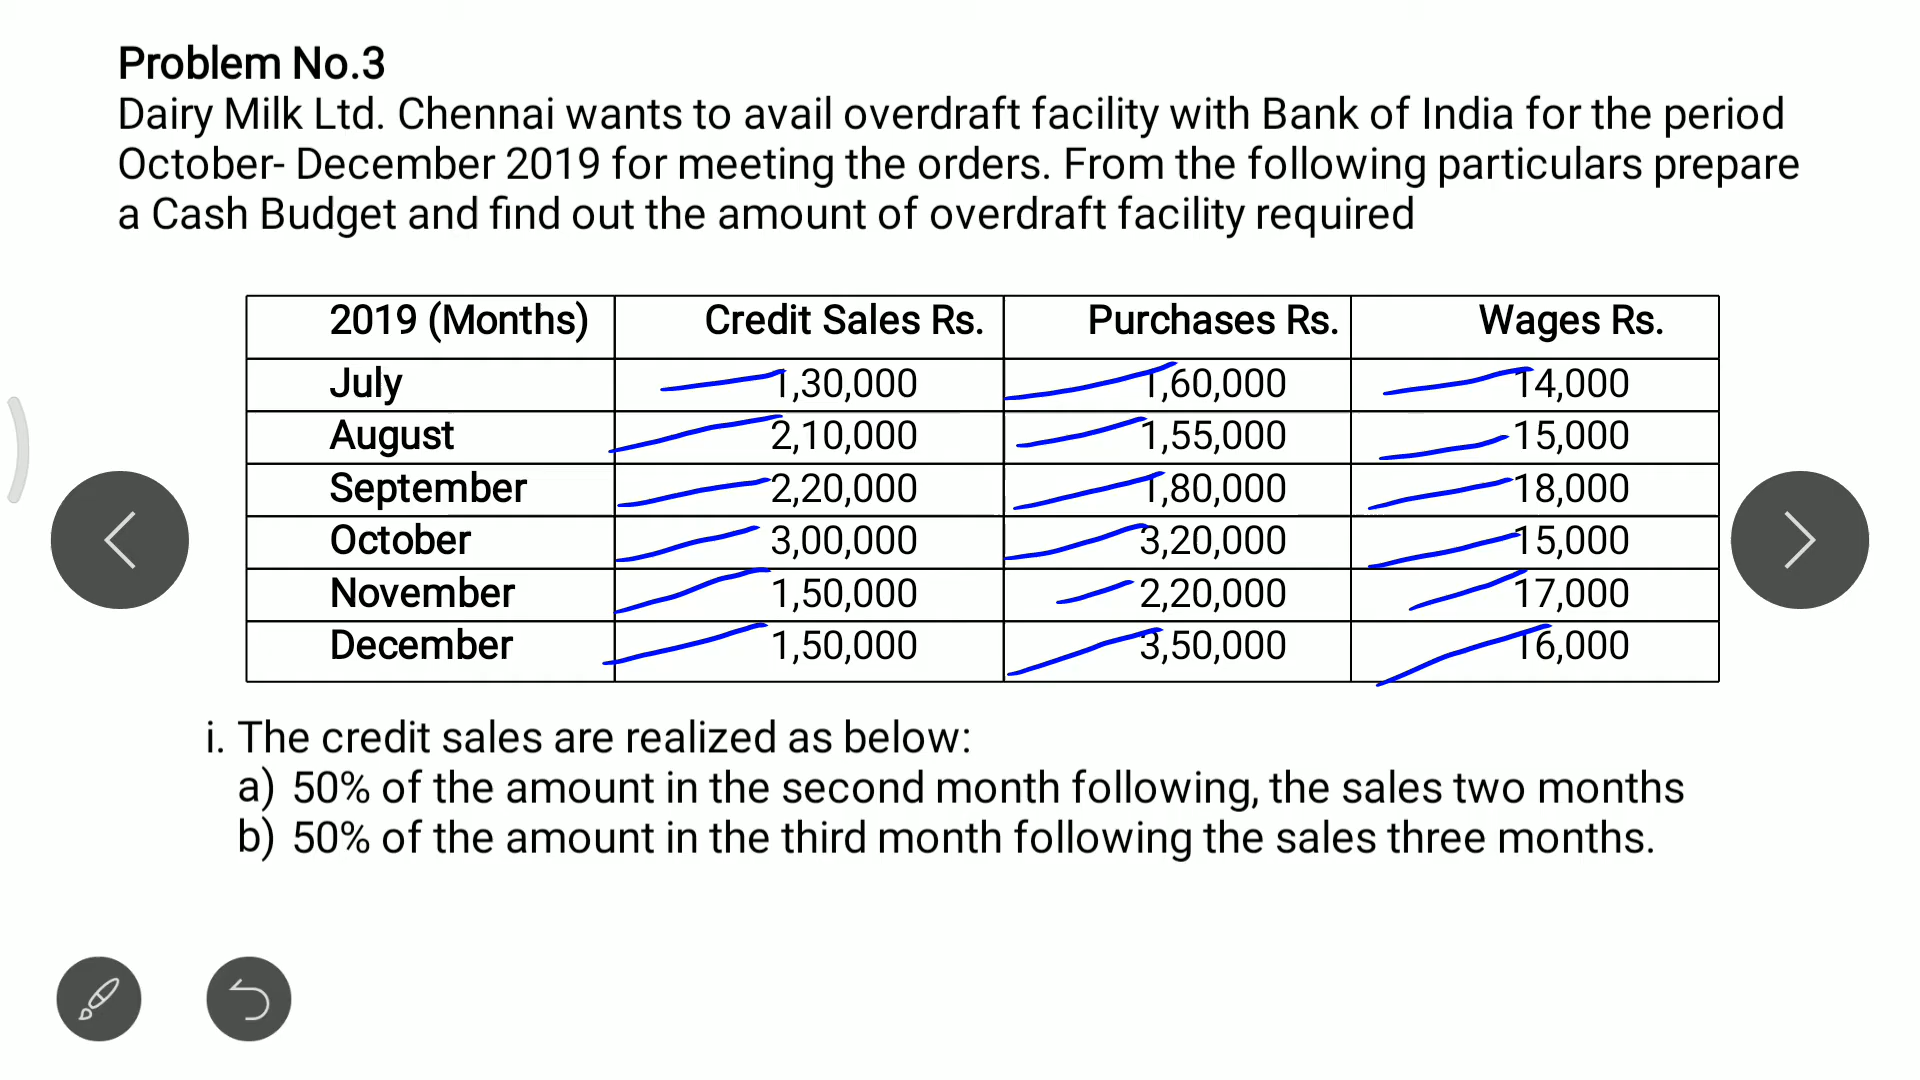 Problem No.3
Dairy Milk Ltd. Chennai wants to avail overdraft facility with Bank of India for the period
October- December 2019 for meeting the orders. From the following particulars prepare
a Cash Budget and find out the amount of overdraft facility required
2019 (Months) Credit Sales Rs. Purchases Rs. Wages Rs.
July 1,30,000 1,60,000 14,000
August 2,10,000 1,55,000 15,000
September 2,20,000 1,80,000 18,000
October 3,00,000 3,20,000 15,000
November 1,50,000 2,20,000 17,000
December 1,50,000 3,50,000 16,000
i. The credit sales are realized as below:
a) 50% of the amount in the second month following, the sales two months
b) 50% of the amount in the third month following the sales three months.